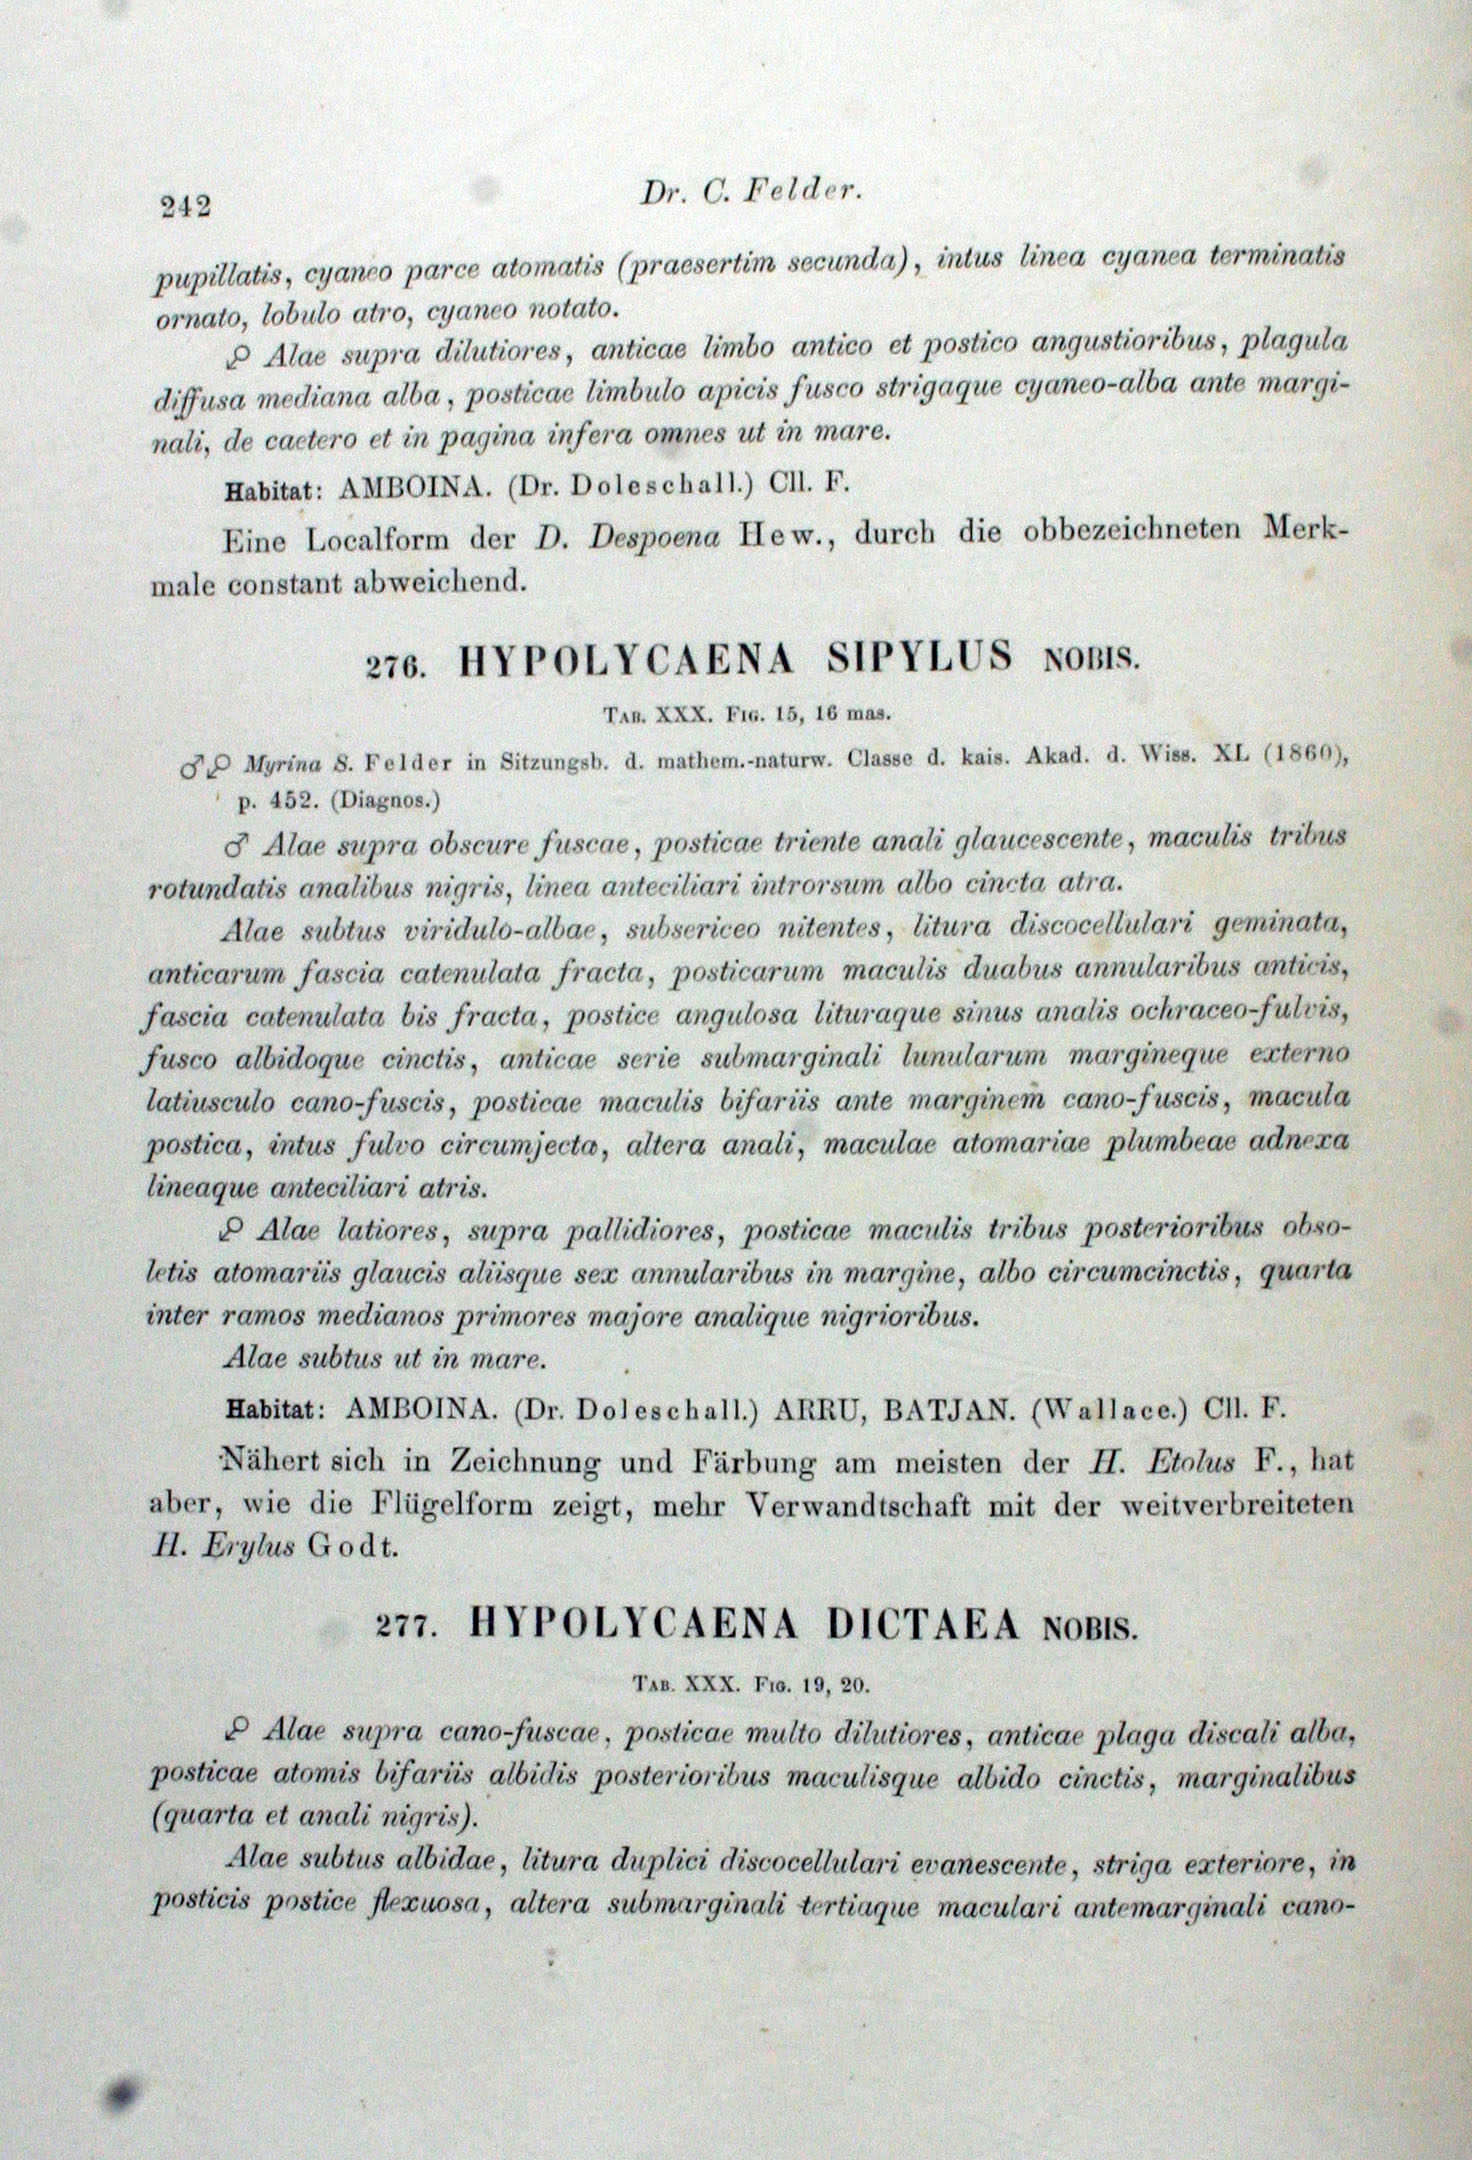 242
Dr. C. Felder.
pupillatis, cyaneo parce atomatis (praesertim secunda), intus linea cyanea terminatis
ornato, lobulo atro, cyaneo notato.
♀ Alae supra dilutiores, anticae limbo antico et postico angustioribus, plagula
diffusa mediana alba, posticae limbulo apicis fusco strigaque cyaneo-alba ante margi-
nali, de caetero et in pagina infera omnes ut in mare.
Habitat: AMBOINA. (Dr. Doleschall.) Cll. F.
Eine Localform der D. Despoena Hew., durch die obbezeichneten Merk-
male constant abweichend.
276. HYPOLYCAENA SIPYLUS NOBIS.
TAB. XXX. FIG. 15, 16 mas.
♂♀ Myrina S. Felder in Sitzungsb. d. mathem.-naturw. Classe d. kais. Akad. d. Wiss. XL (1860),
p. 452. (Diagnos.)
♂ Alae supra obscure fuscae, posticae triente anali glaucescente, maculis tribus
rotundatis analibus nigris, linea anteciliari introrsum albo cincta atra.
Alae subtus viridulo-albae, subsericeo nitentes, litura discocellulari geminata,
anticarum fascia catenulata fracta, posticarum maculis duabus annularibus anticis,
fascia catenulata bis fracta, postice angulosa lituraque sinus analis ochraceo-fulvis,
fusco albidoque cinctis, anticae serie submarginali lunularum margineque externo
latiusculo cano-fuscis, posticae maculis bifariis ante marginem cano-fuscis, macula
postica, intus fulvo circumjecta, altera anali, maculae atomariae plumbeae adnexa
lineaque anteciliari atris.
♀ Alae latiores, supra pallidiores, posticae maculis tribus posterioribus obso-
letis atomariis glaucis aliisque sex annularibus in margine, albo circumcinctis, quarta
inter ramos medianos primores majore analique nigrioribus.
Alae subtus ut in mare.
Habitat: AMBOINA. (Dr. Doleschall.) ARRU, BATJAN. (Wallace.) Cll. F.
Nähert sich in Zeichnung und Färbung am meisten der H. Etolus F., hat
aber, wie die Flügelform zeigt, mehr Verwandtschaft mit der weitverbreiteten
H. Erylus Godt.
277. HYPOLYCAENA DICTAEA NOBIS.
TAB. XXX. FIG. 19, 20.
♀ Alae supra cano-fuscae, posticae multo dilutiores, anticae plaga discali alba,
posticae atomis bifariis albidis posterioribus maculisque albido cinctis, marginalibus
(quarta et anali nigris).
Alae subtus albidae, litura duplici discocellulari evanescente, striga exteriore, in
posticis postice flexuosa, altera submarginali tertiaque maculari antemarginali cano-